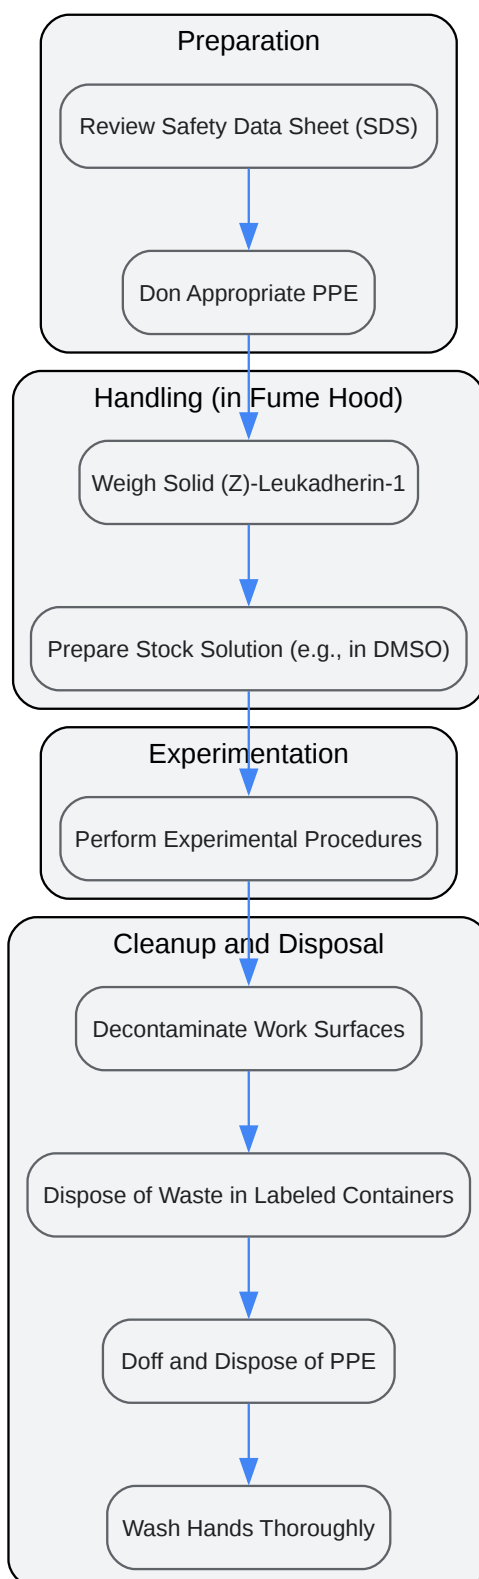 Preparation
Review Safety Data Sheet (SDS)
Don Appropriate PPE
Handling (in Fume Hood)
Weigh Solid (Z)-Leukadherin-1
Prepare Stock Solution (e.g., in DMSO)
Experimentation
Perform Experimental Procedures
Cleanup and Disposal
Decontaminate Work Surfaces
Dispose of Waste in Labeled Containers
Doff and Dispose of PPE
Wash Hands Thoroughly